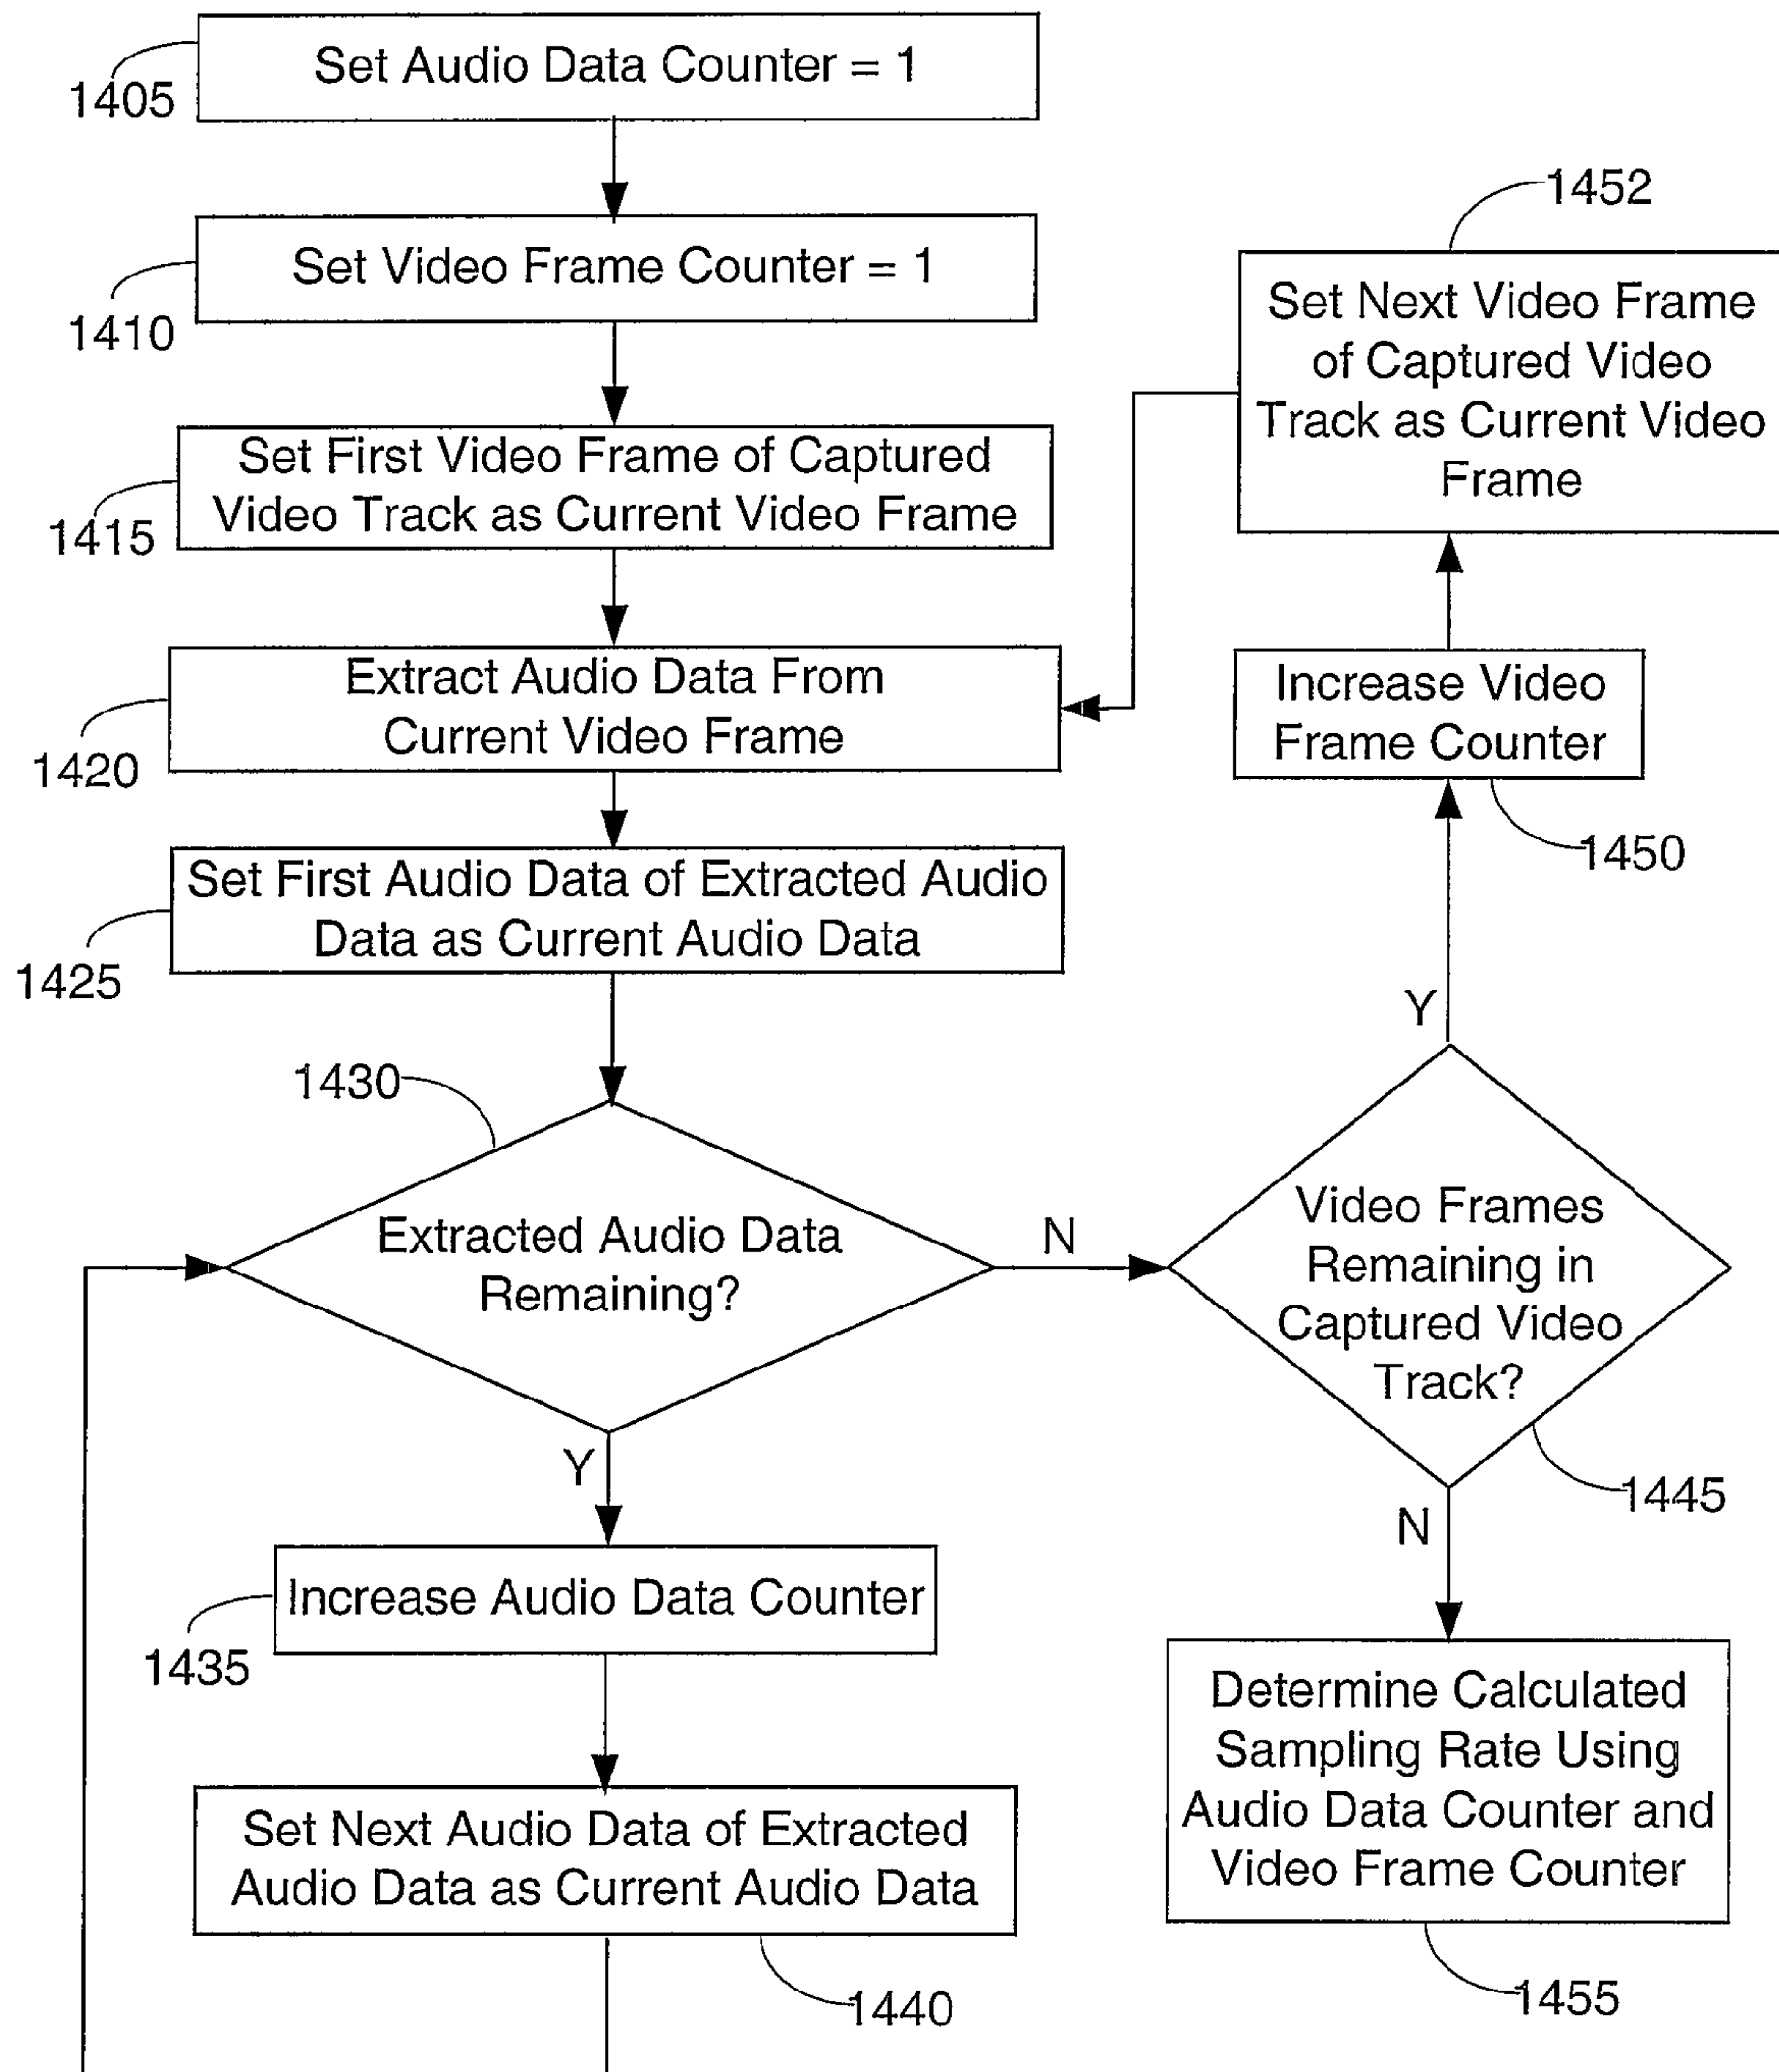 Set Audio Data Counter = 1
1405
Set Video Frame Counter = 1
1410
Set First Video Frame of Captured
Video Track as Current Video Frame
1415
Extract Audio Data From
Current Video Frame
1420
Set First Audio Data of Extracted Audio
Data as Current Audio Data
1425
1430
Extracted Audio Data
Remaining?
N
Y
Increase Audio Data Counter
1435
Set Next Audio Data of Extracted
Audio Data as Current Audio Data
1440
1452
Set Next Video Frame
of Captured Video
Track as Current Video
Frame
Increase Video
Frame Counter
1450
Y
Video Frames
Remaining in
Captured Video
Track?
1445
N
Determine Calculated
Sampling Rate Using
Audio Data Counter and
Video Frame Counter
1455